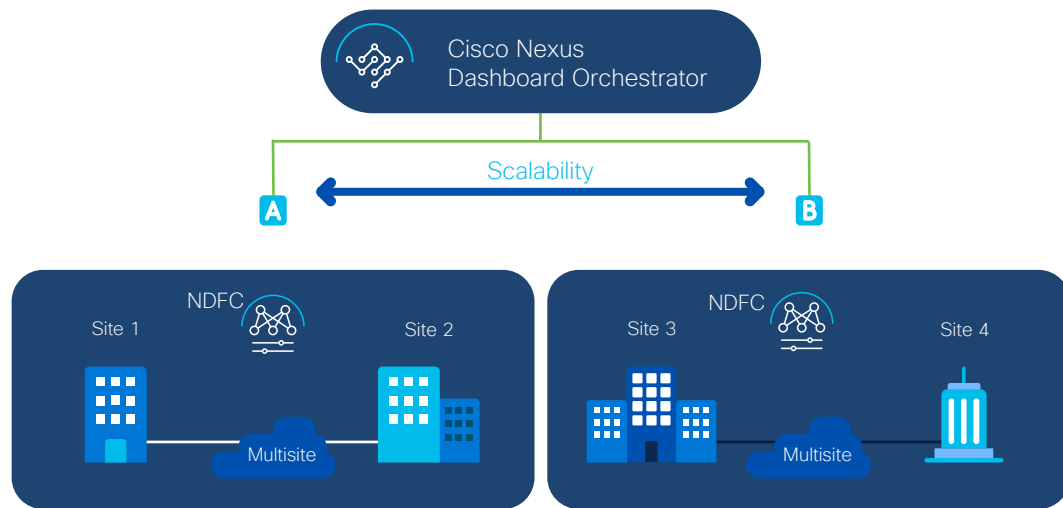 Cisco Nexus
Dashboard Orchestrator
Scalability
A
B
NDFC
Site 1
Site 2
Multisite
NDFC
Site 3
Site 4
Multisite